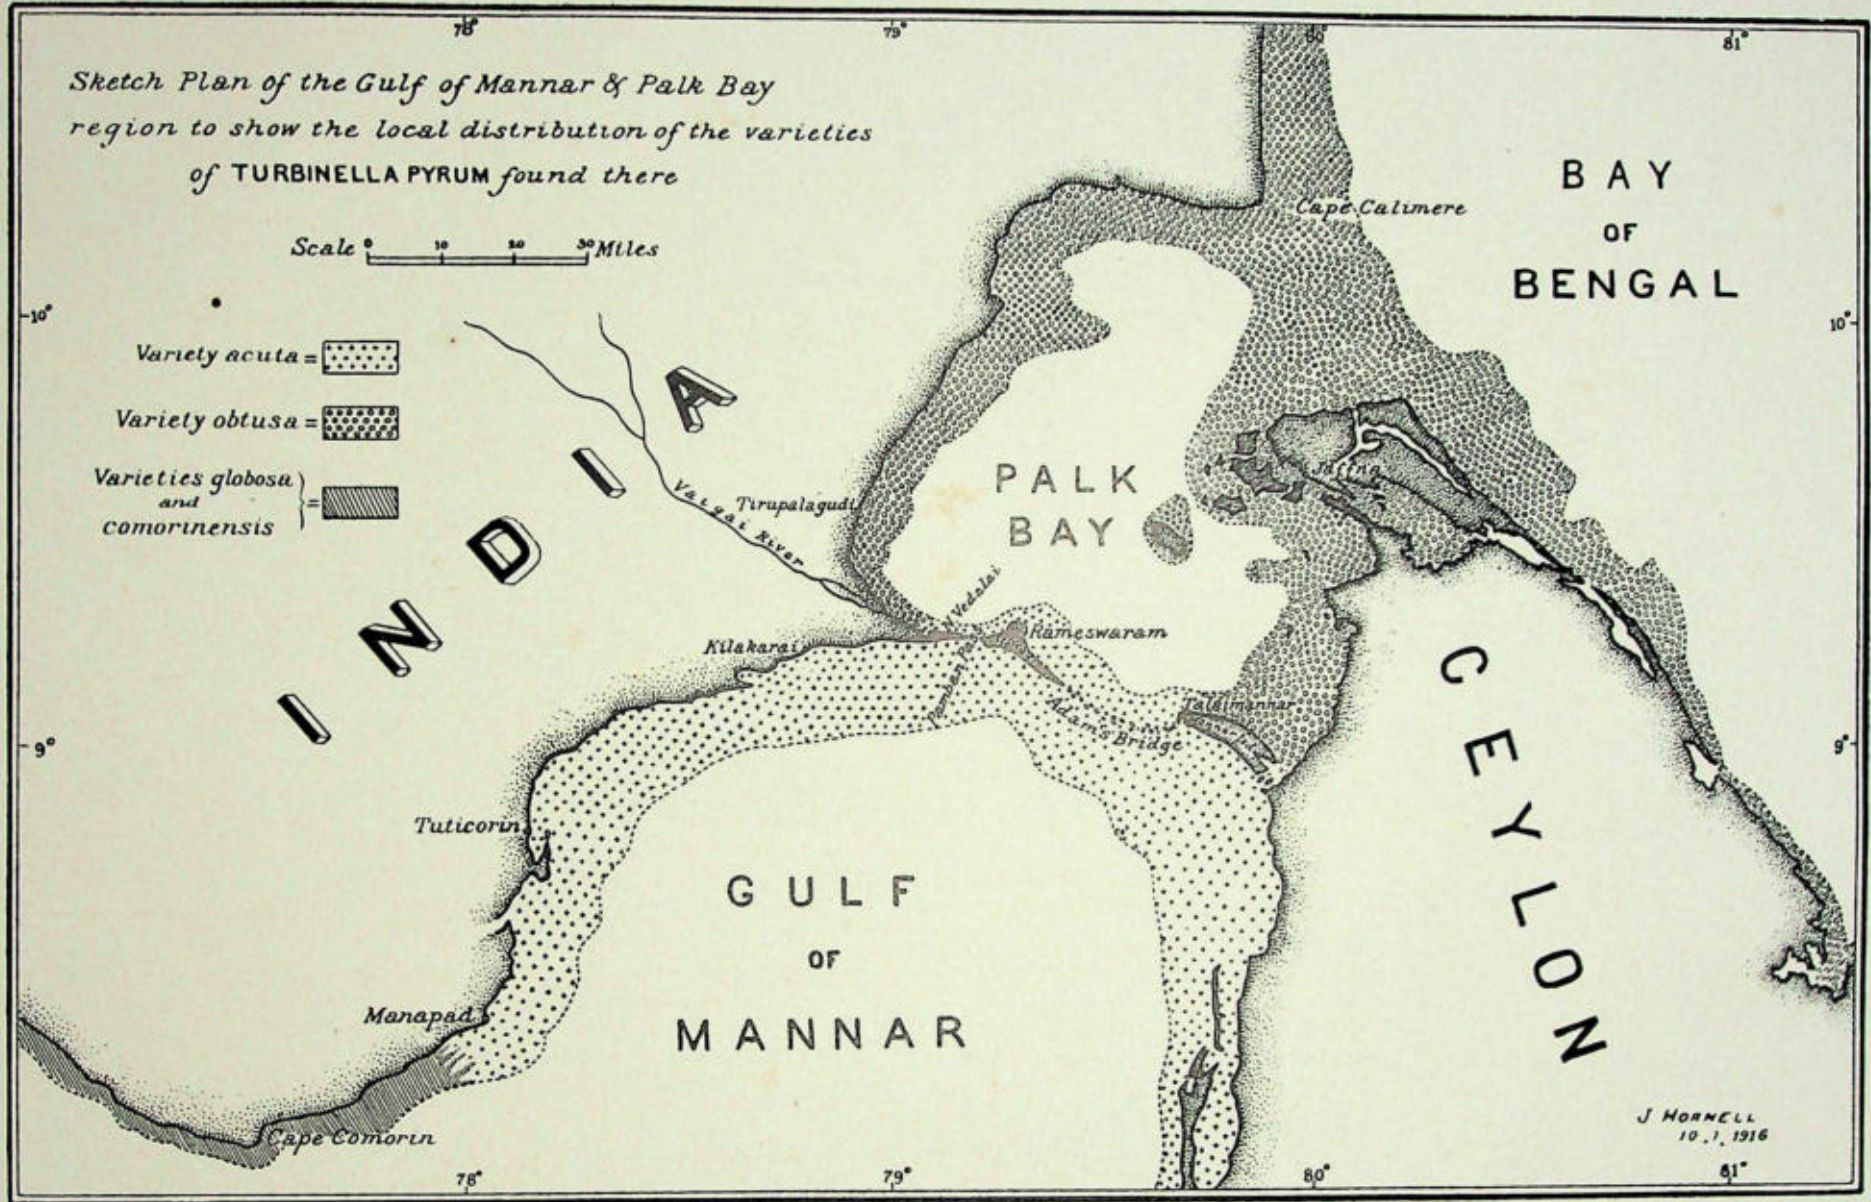 78°
79°
80
81°
Sketch Plan of the Gulf of Mannar & Palk Bay
region to show the local distribution of the varieties
of TURBINELLA PYRUM found there
Scale 0 10 20 30 Miles
BAY
OF
BENGAL
Cape Calimere
10°
10°
Variety acuta =
Variety obtusa =
Varieties globosa
and
comorinensis
} =
INDIA
PALK
BAY
Jaffna
Vaigai River
Tirupalagudi
Vedalai
Kilakarai
Rameswaram
Talaimannar
Adam's Bridge
CEYLON
9°
9°
Tuticorin
GULF
OF
MANNAR
Manapad
Cape Comorin
J HORNELL
10.1.1916
78°
79°
80°
81°